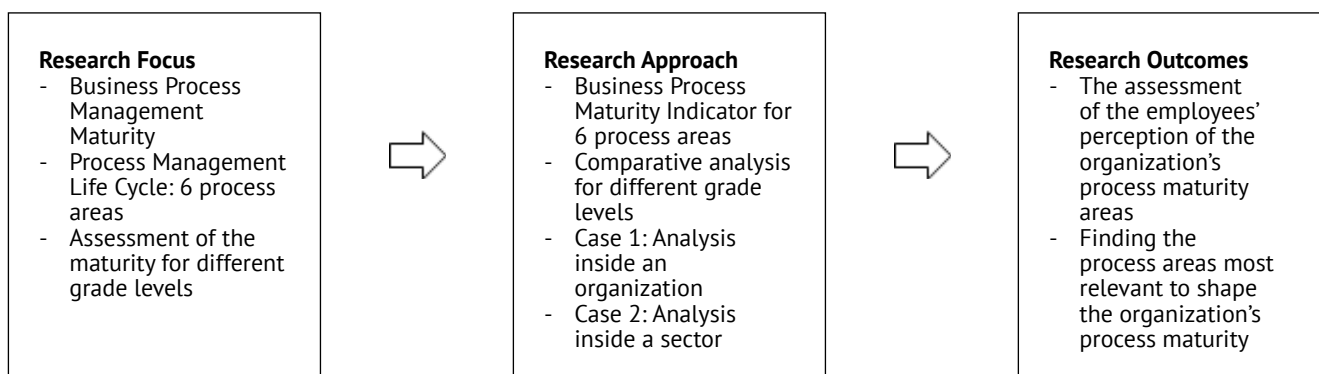 Research Focus
- Business Process
Management
Maturity
- Process Management
Life Cycle: 6 process
areas
- Assessment of the
maturity for different
grade levels
Research Approach
- Business Process
Maturity Indicator for
6 process areas
- Comparative analysis
for different grade
levels
- Case 1: Analysis
inside an
organization
- Case 2: Analysis
inside a sector
Research Outcomes
- The assessment
of the employees’
perception of the
organization’s
process maturity
areas
- Finding the
process areas most
relevant to shape
the organization’s
process maturity